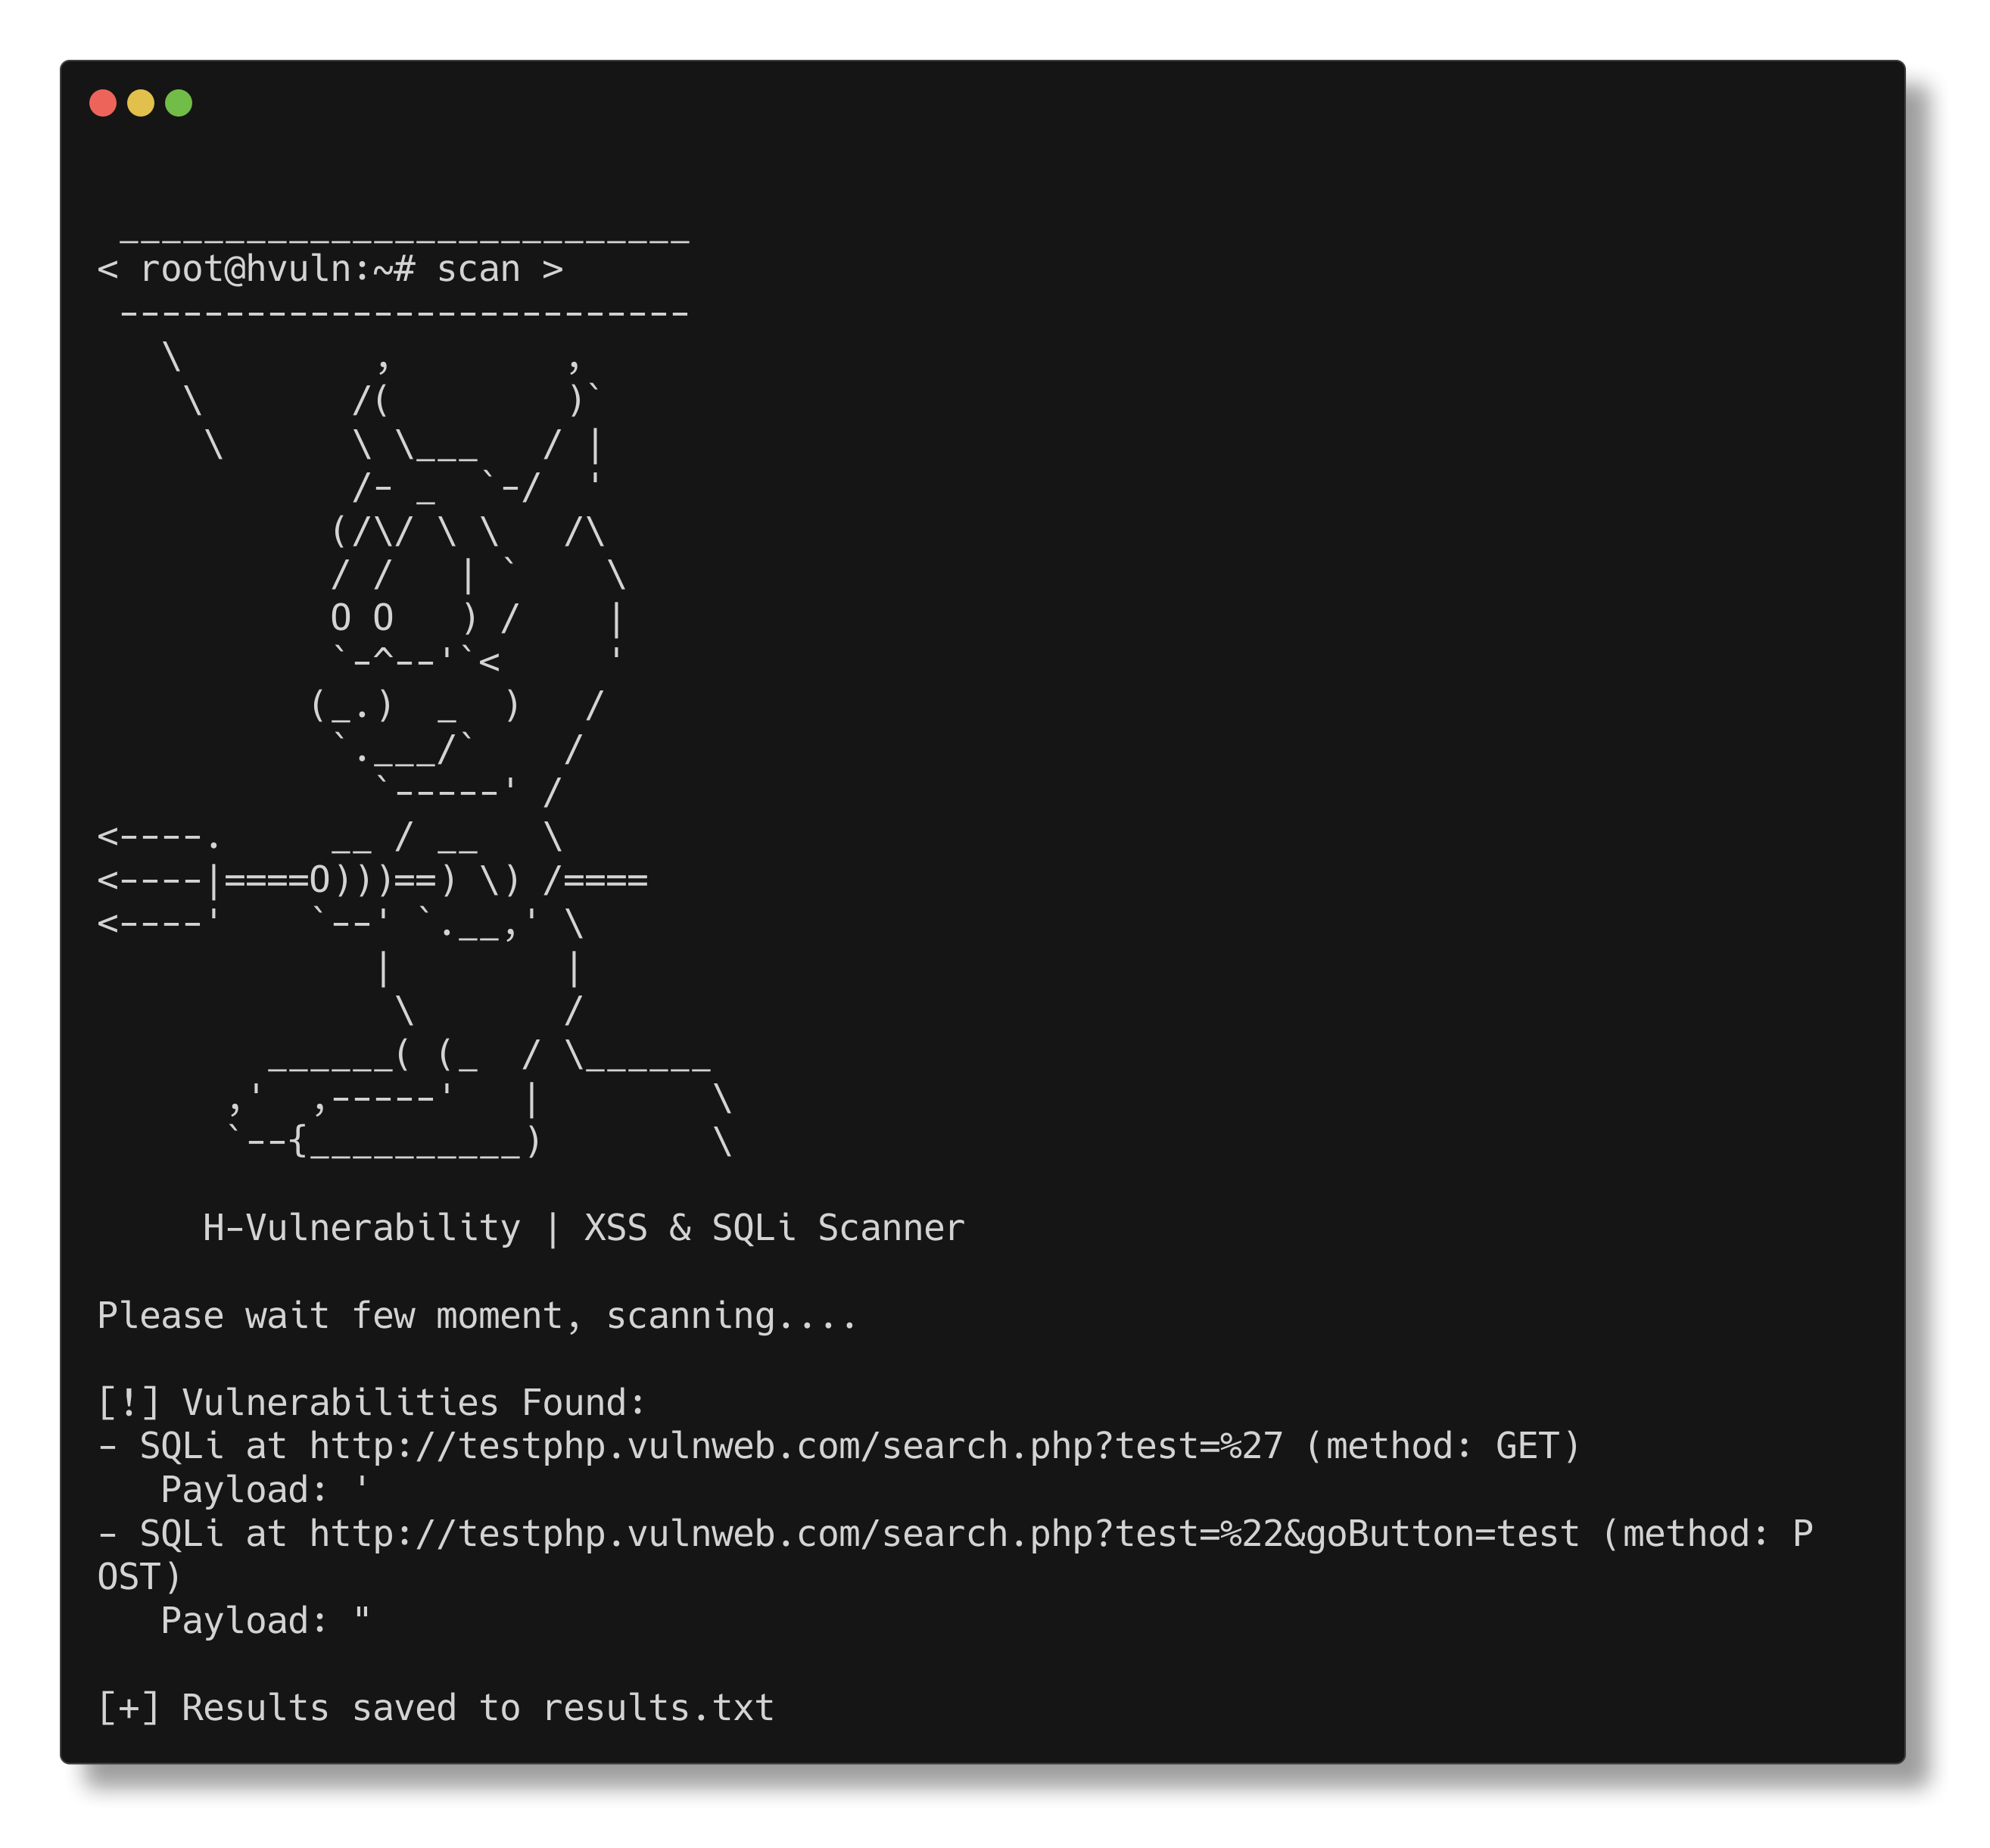 ___________________________
< root@hvuln:~# scan >
 ---------------------------
   \         ,        ,
    \       /(        )`
     \      \ \___   / |
            /- _  `-/  '
           (/\/ \ \   /\
           / /   | `    \
           O O   ) /    |
           `-^--'`<     '
          (_.)  _  )   /
           `.___/`    /
             `-----' /
<----.     __ / __   \
<----|====O)))==) \) /====
<----'    `--' `.__,' \
             |        |
              \       /
        ______( (_  / \______
      ,'  ,-----'   |        \
      `--{__________)        \
     H-Vulnerability | XSS & SQLi Scanner
Please wait few moment, scanning....
[!] Vulnerabilities Found:
- SQLi at http://testphp.vulnweb.com/search.php?test=%27 (method: GET)
   Payload: '
- SQLi at http://testphp.vulnweb.com/search.php?test=%22&goButton=test (method: P
OST)
   Payload: "
[+] Results saved to results.txt